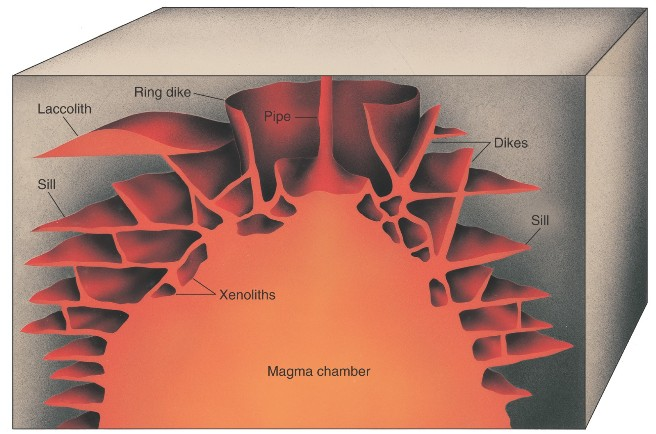 Ring dike
Laccolith
Pipe
Dikes
Sill
Sill
Xenoliths
Magma chamber